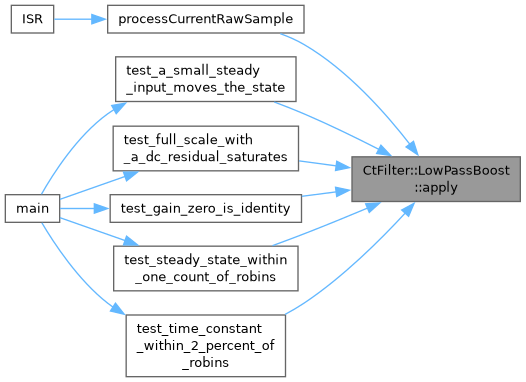 ISR
processCurrentRawSample
test_a_small_steady
_input_moves_the_state
test_full_scale_with
_a_dc_residual_saturates
CtFilter::LowPassBoost
::apply
main
test_gain_zero_is_identity
test_steady_state_within
_one_count_of_robins
test_time_constant
_within_2_percent_of
_robins